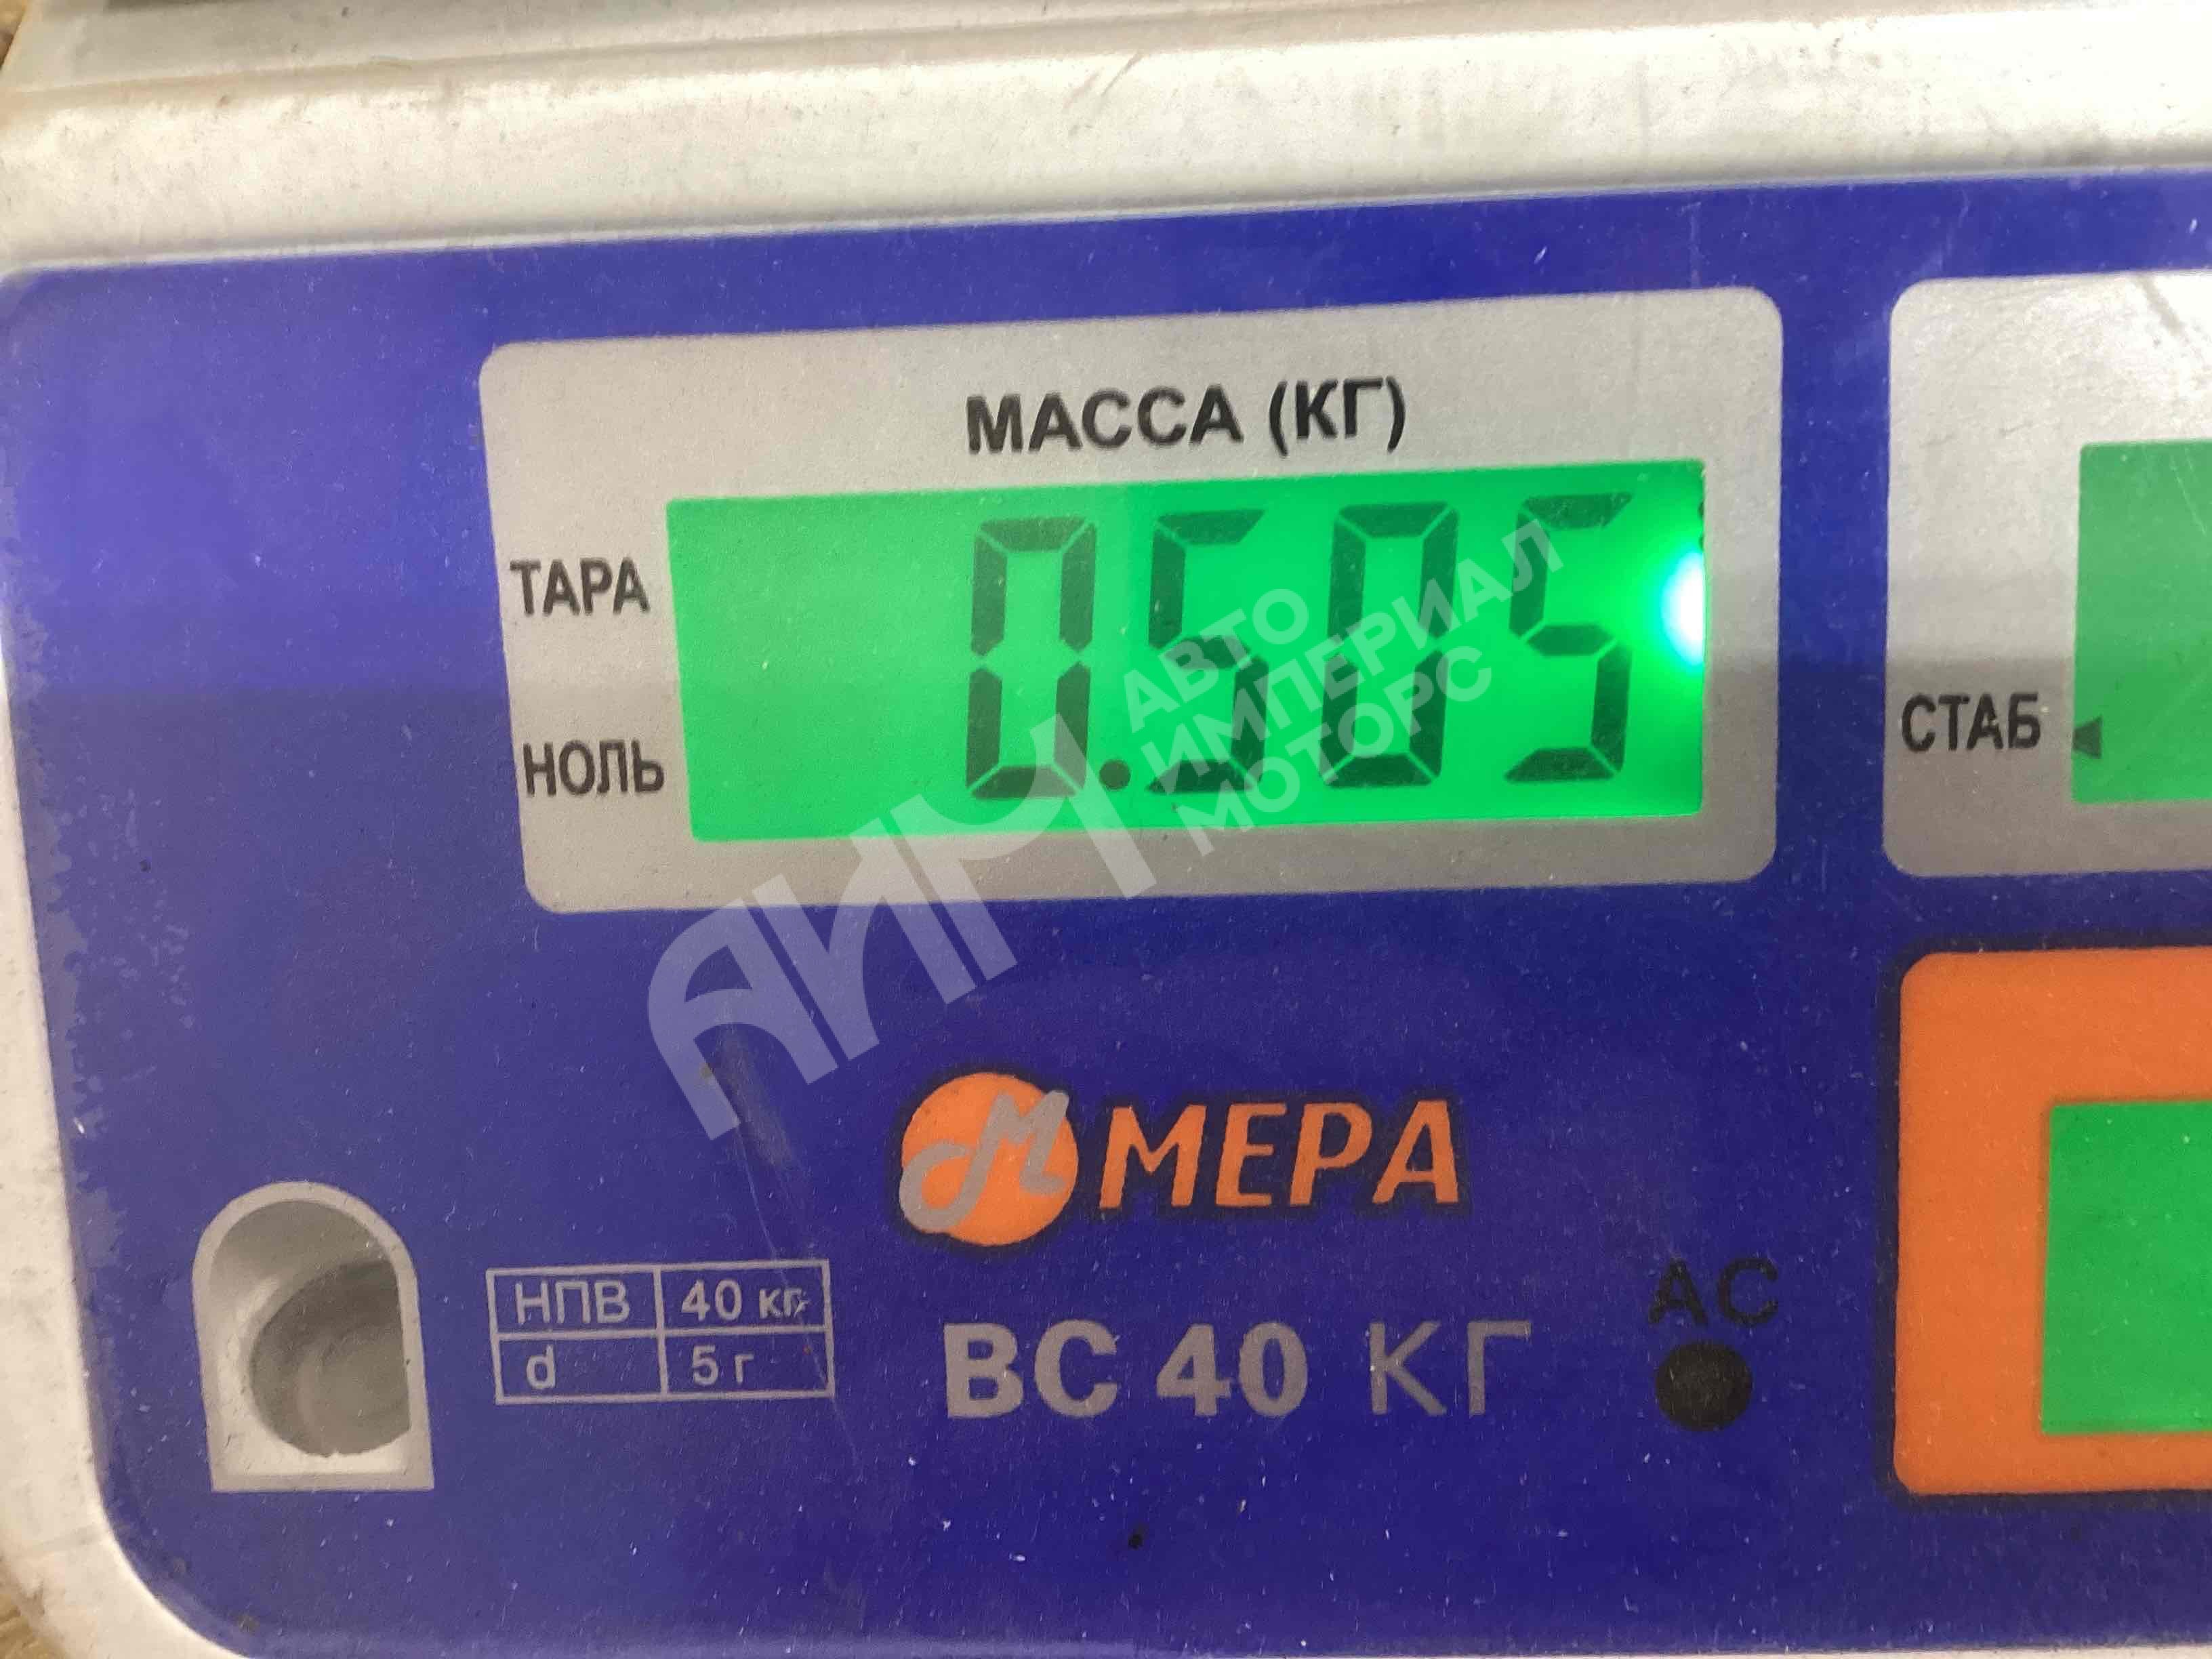 МАССА (КГ)
ТАРА
0.505
НОЛЬ
СТАБ
АИМ
АВТО
ИМПЕРИАЛ
МОТОРС
М МЕРА
НПВ 40 кг
d 5 г
ВС 40 КГ
AC